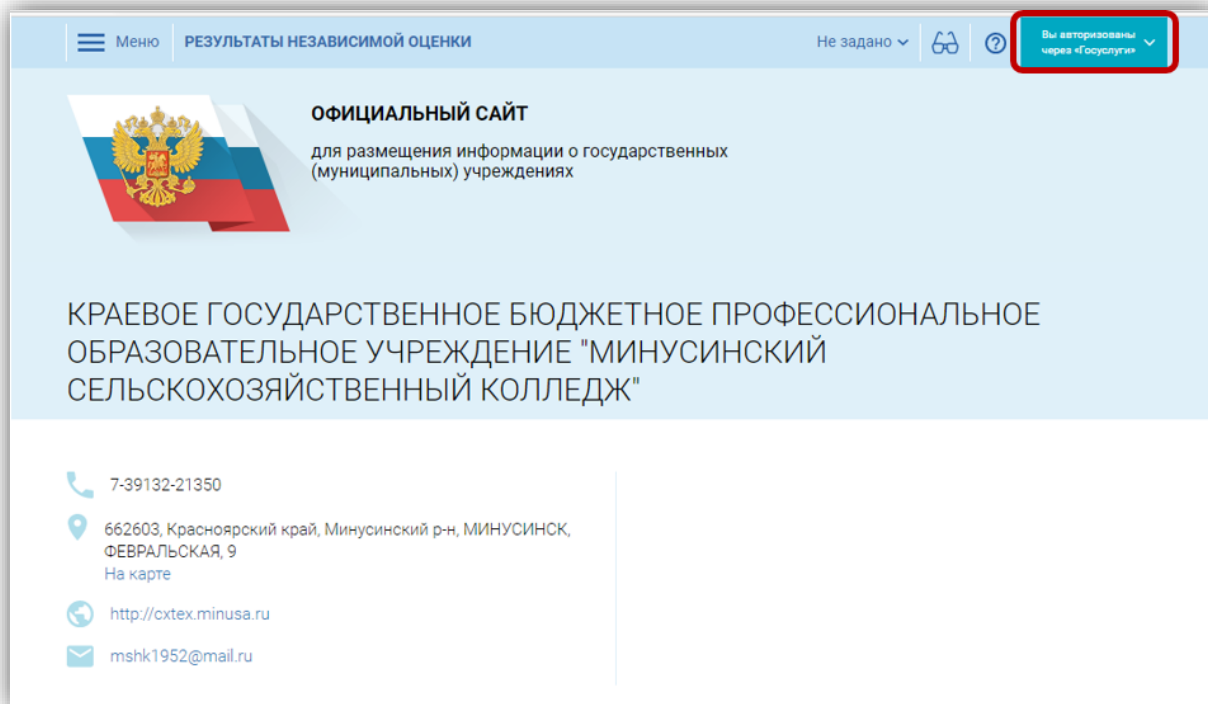 Меню РЕЗУЛЬТАТЫ НЕЗАВИСИМОЙ ОЦЕНКИ Не задано Вы авторизованы
через «Госуслуги»
ОФИЦИАЛЬНЫЙ САЙТ
для размещения информации о государственных
(муниципальных) учреждениях
КРАЕВОЕ ГОСУДАРСТВЕННОЕ БЮДЖЕТНОЕ ПРОФЕССИОНАЛЬНОЕ
ОБРАЗОВАТЕЛЬНОЕ УЧРЕЖДЕНИЕ "МИНУСИНСКИЙ
СЕЛЬСКОХОЗЯЙСТВЕННЫЙ КОЛЛЕДЖ"
7-39132-21350
662603, Красноярский край, Минусинский р-н, МИНУСИНСК,
ФЕВРАЛЬСКАЯ, 9
На карте
http://cxtex.minusa.ru
mshk1952@mail.ru